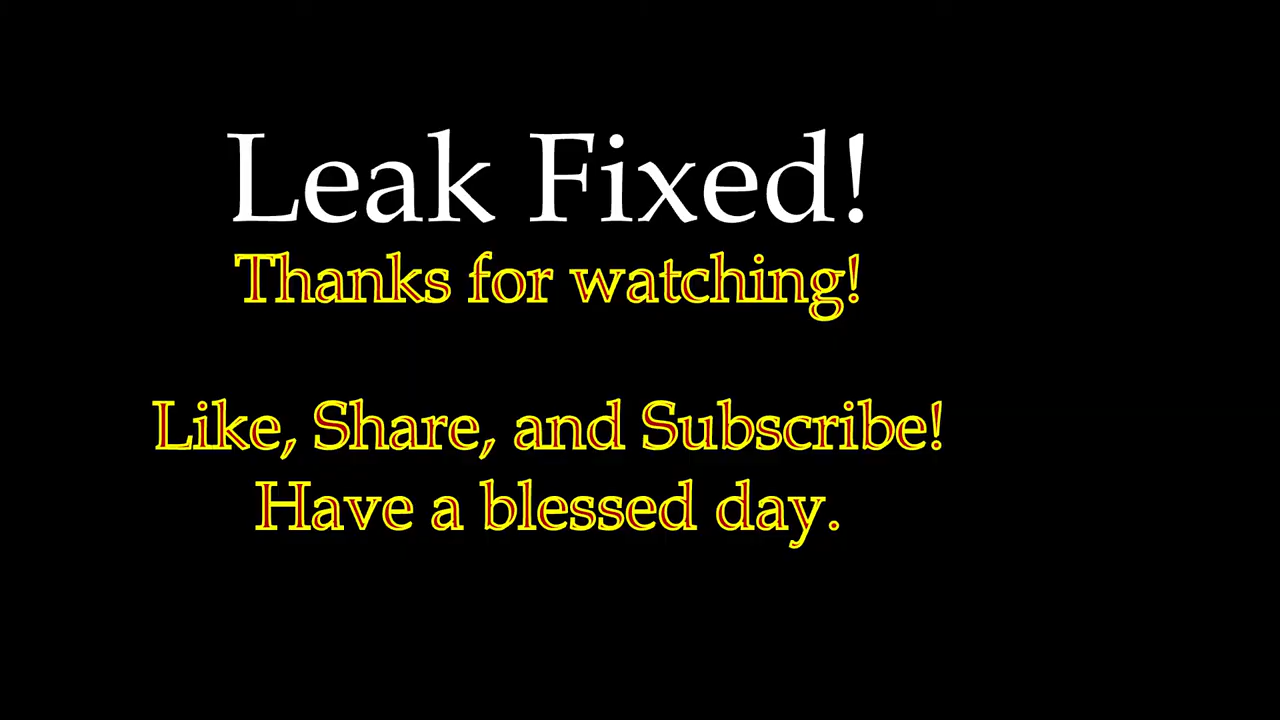 Leak Fixed!
Thanks for watching!
Like, Share, and Subscribe!
Have a blessed day.